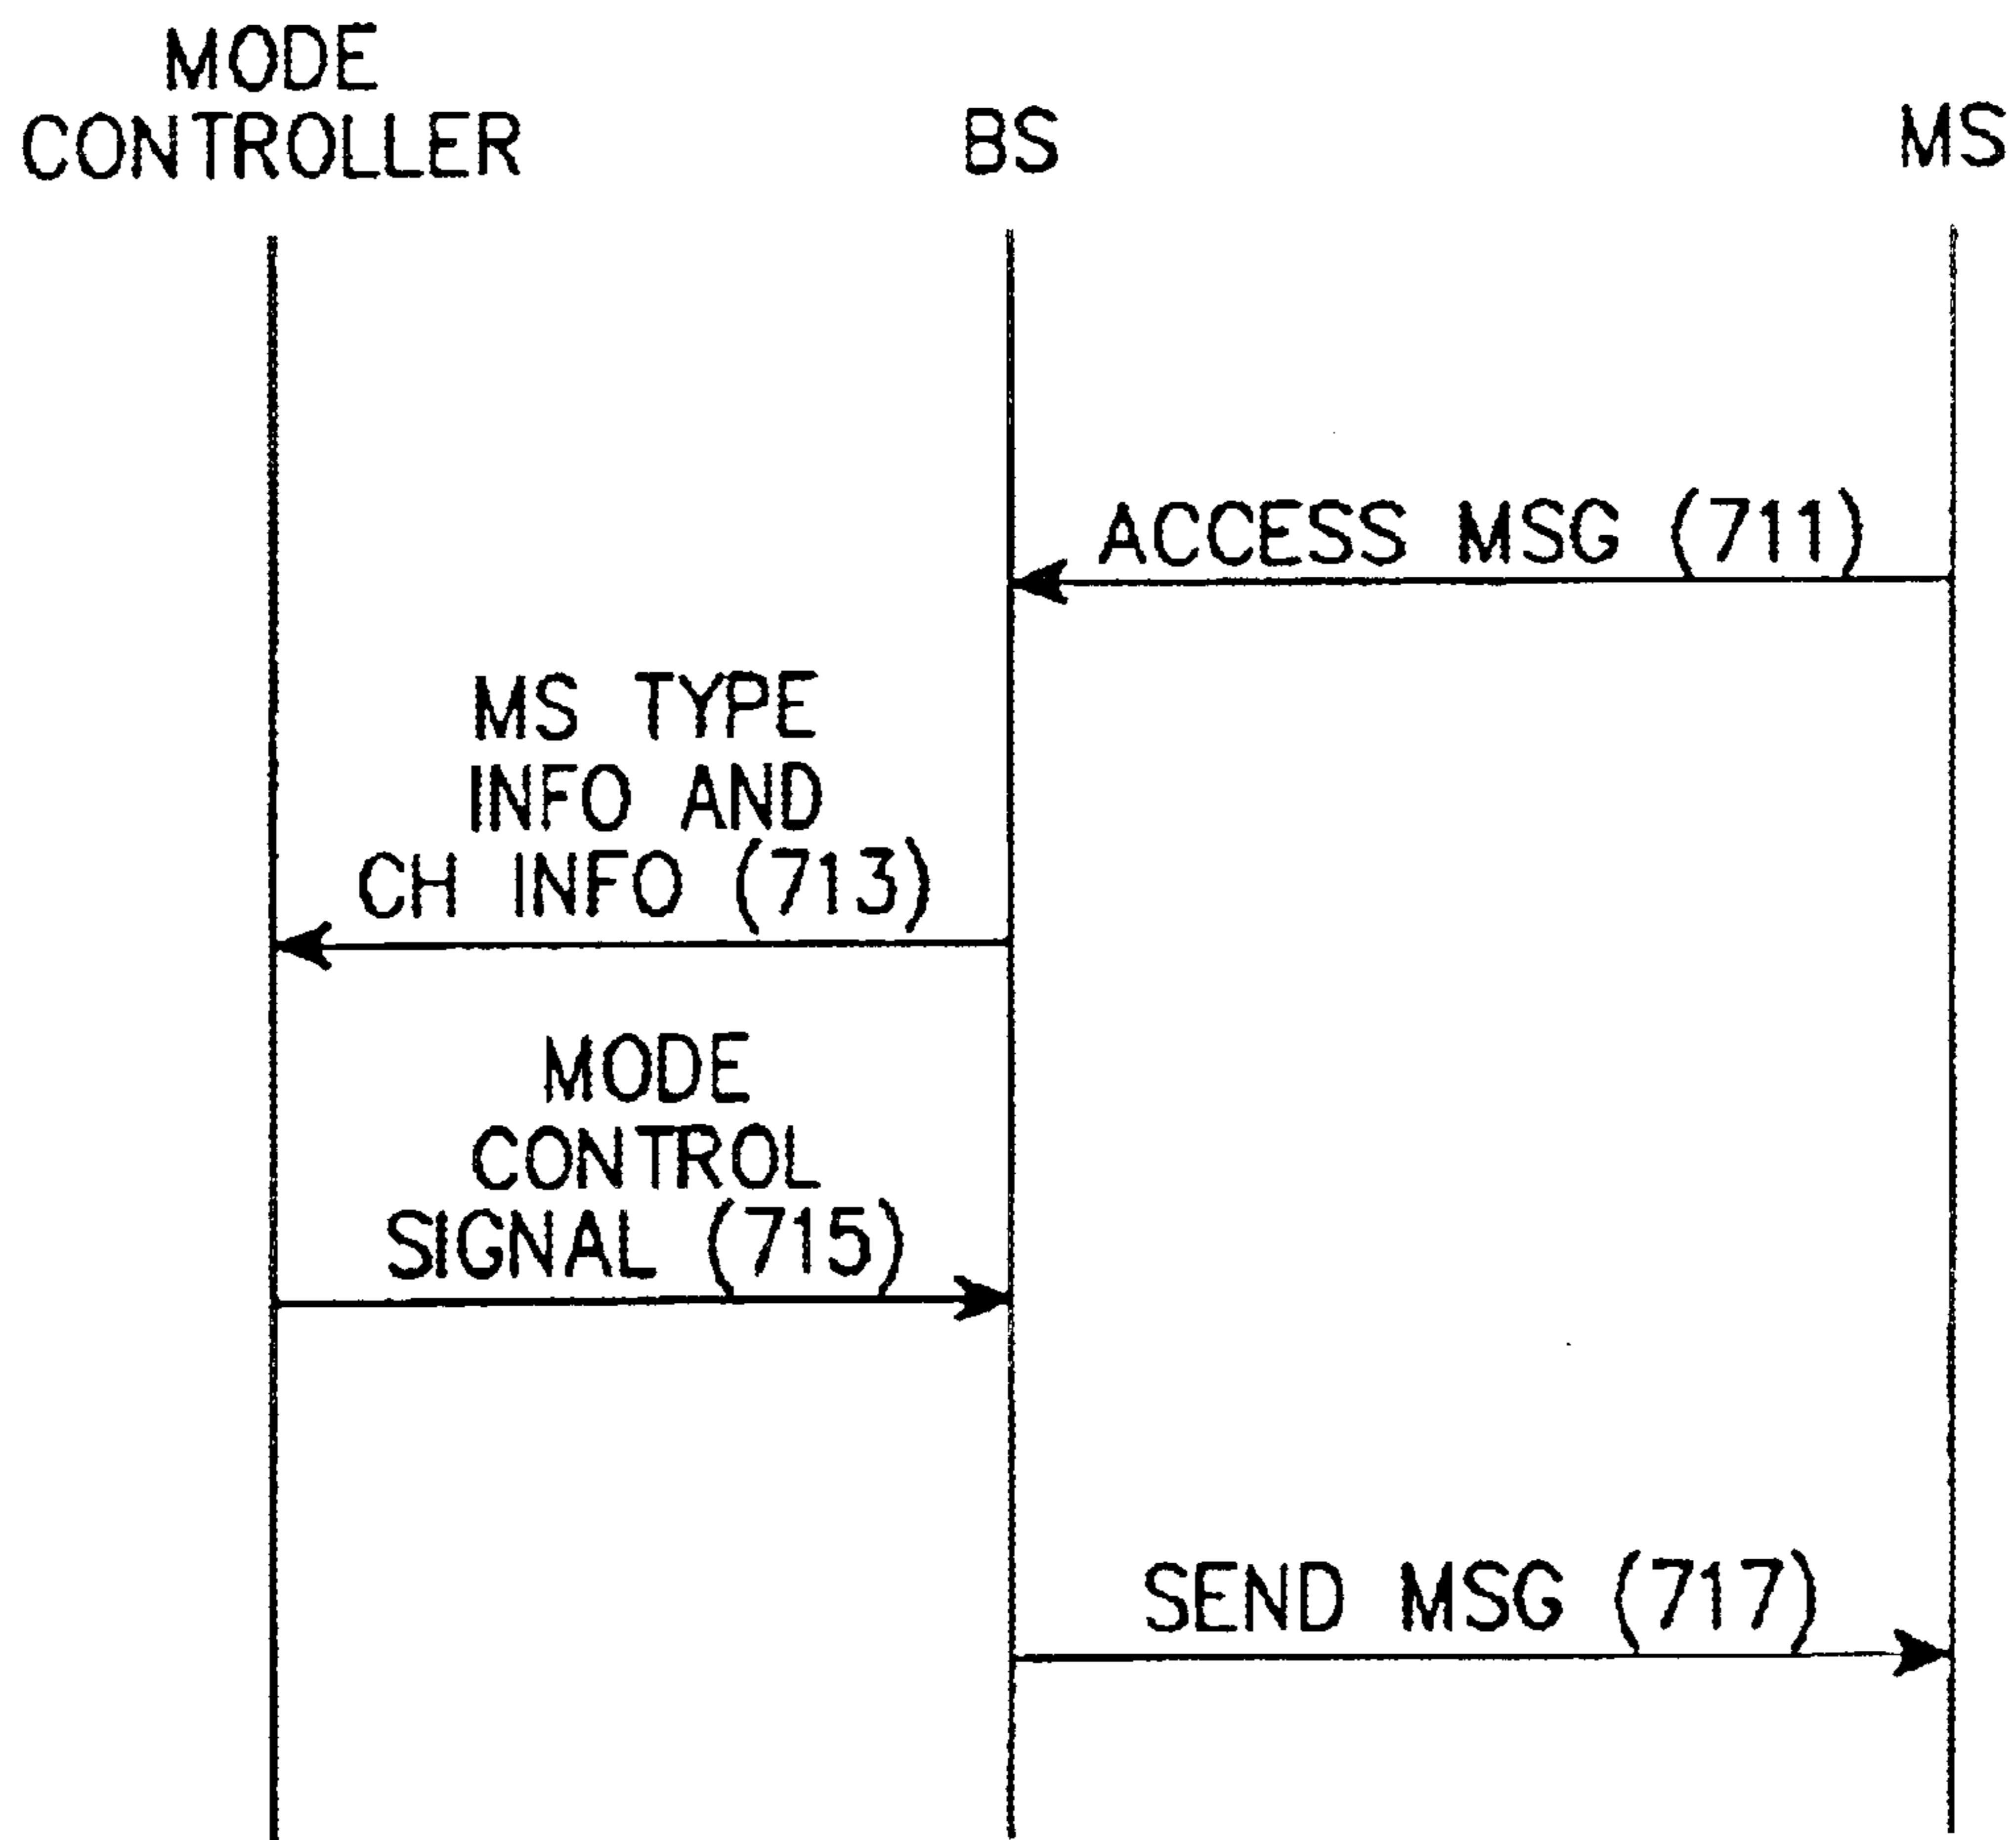 MODE
CONTROLLER
BS
MS
ACCESS MSG (711)
MS TYPE
INFO AND
CH INFO (713)
MODE
CONTROL
SIGNAL (715)
SEND MSG (717)